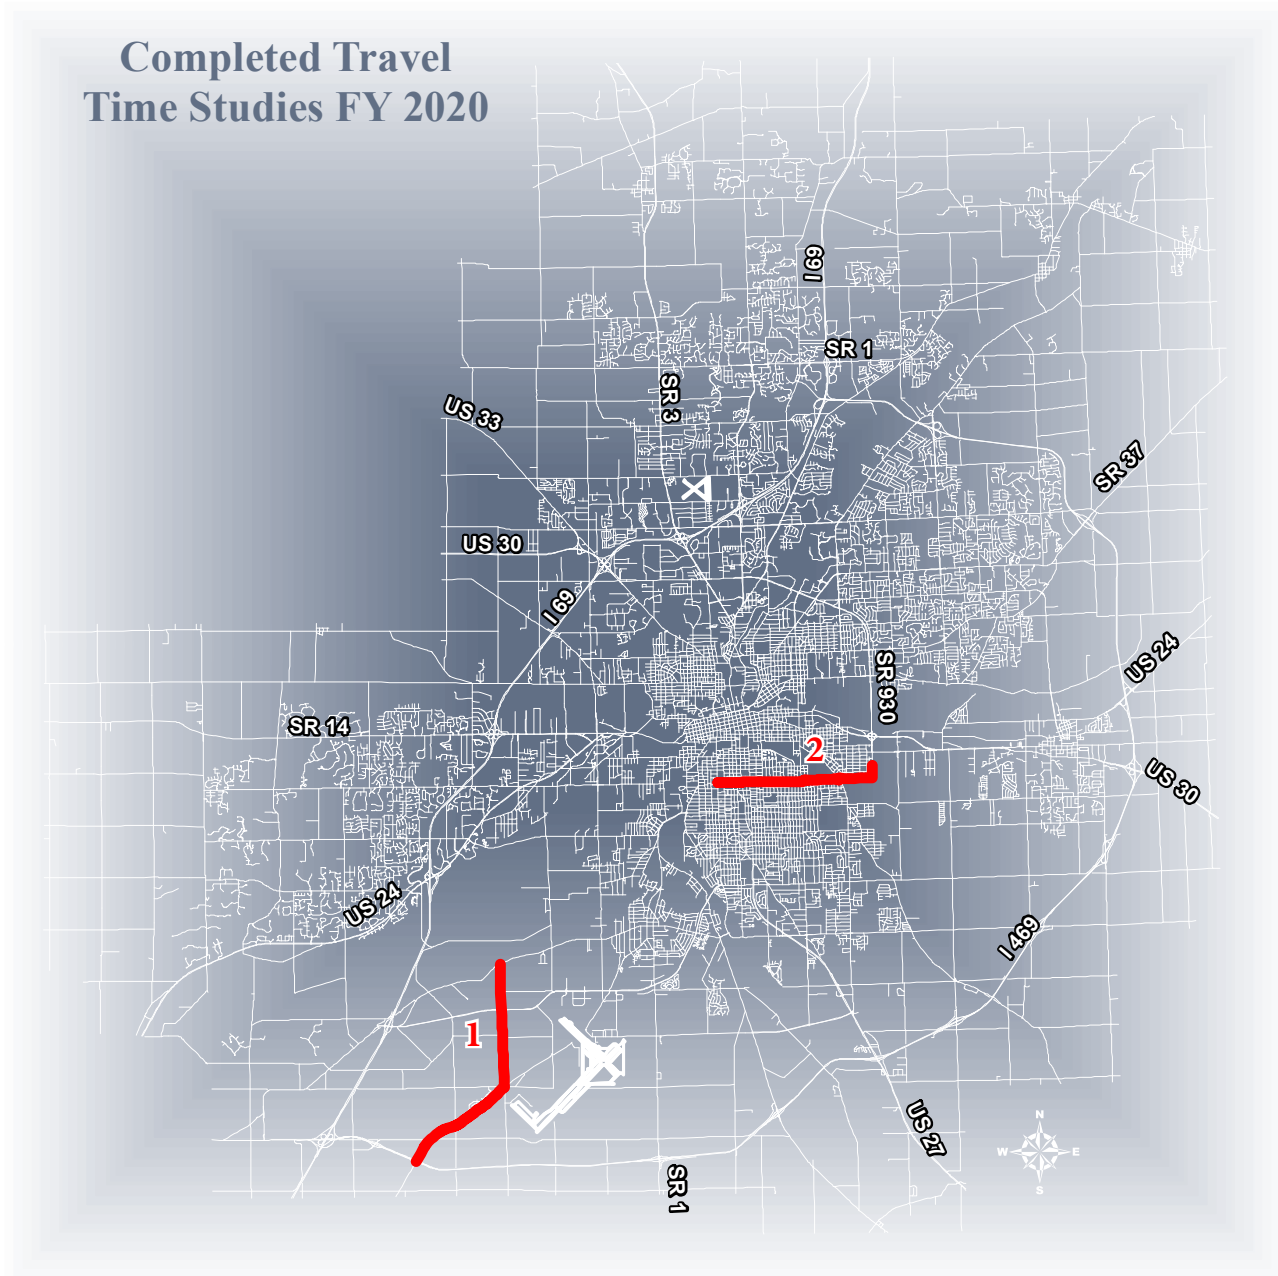 Completed Travel
Time Studies FY 2020
I 69
SR 1
SR 3
US 33
SR 37
US 30
I 69
US 24
SR 930
SR 14
2
US 30
US 24
I 469
1
US 27
N
W
E
S
SR 1